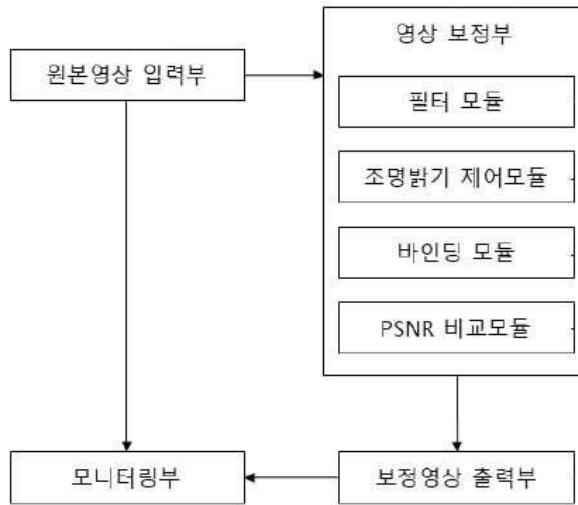 영상 보정부
원본영상 입력부
필터 모듈
조명밝기 제어모듈
바인딩 모듈
PSNR 비교모듈
모니터링부
보정영상 출력부